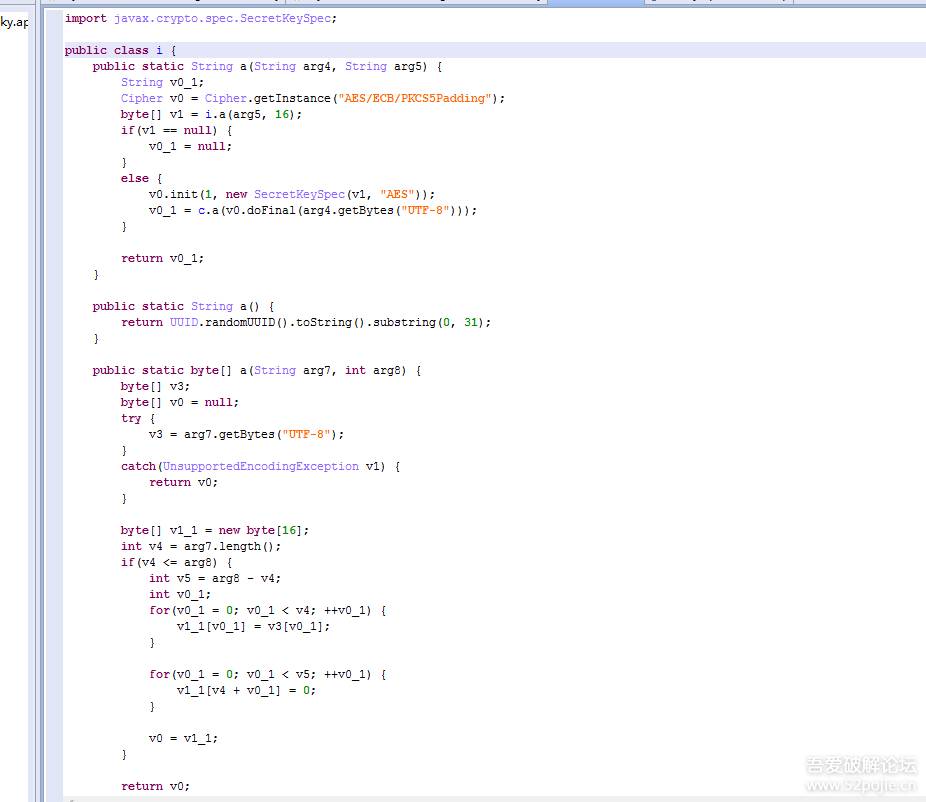 ky.ap
import javax.crypto.spec.SecretKeySpec;
public class i {
public static String a(String arg4, String arg5) {
String v0_1;
Cipher v0 = Cipher.getInstance("AES/ECB/PKCS5Padding");
byte[] v1 = i.a(arg5, 16);
if(v1 == null) {
v0_1 = null;
}
else {
v0.init(1, new SecretKeySpec(v1, "AES"));
v0_1 = c.a(v0.doFinal(arg4.getBytes("UTF-8")));
}
return v0_1;
}
public static String a() {
return UUID.randomUUID().toString().substring(0, 31);
}
public static byte[] a(String arg7, int arg8) {
byte[] v3;
byte[] v0 = null;
try {
v3 = arg7.getBytes("UTF-8");
}
catch(UnsupportedEncodingException v1) {
return v0;
}
byte[] v1_1 = new byte[16];
int v4 = arg7.length();
if(v4 <= arg8) {
int v5 = arg8 - v4;
int v0_1;
for(v0_1 = 0; v0_1 < v4; ++v0_1) {
v1_1[v0_1] = v3[v0_1];
}
for(v0_1 = 0; v0_1 < v5; ++v0_1) {
v1_1[v4 + v0_1] = 0;
}
v0 = v1_1;
}
return v0;
吾爱破解论坛
www.52pojie.cn